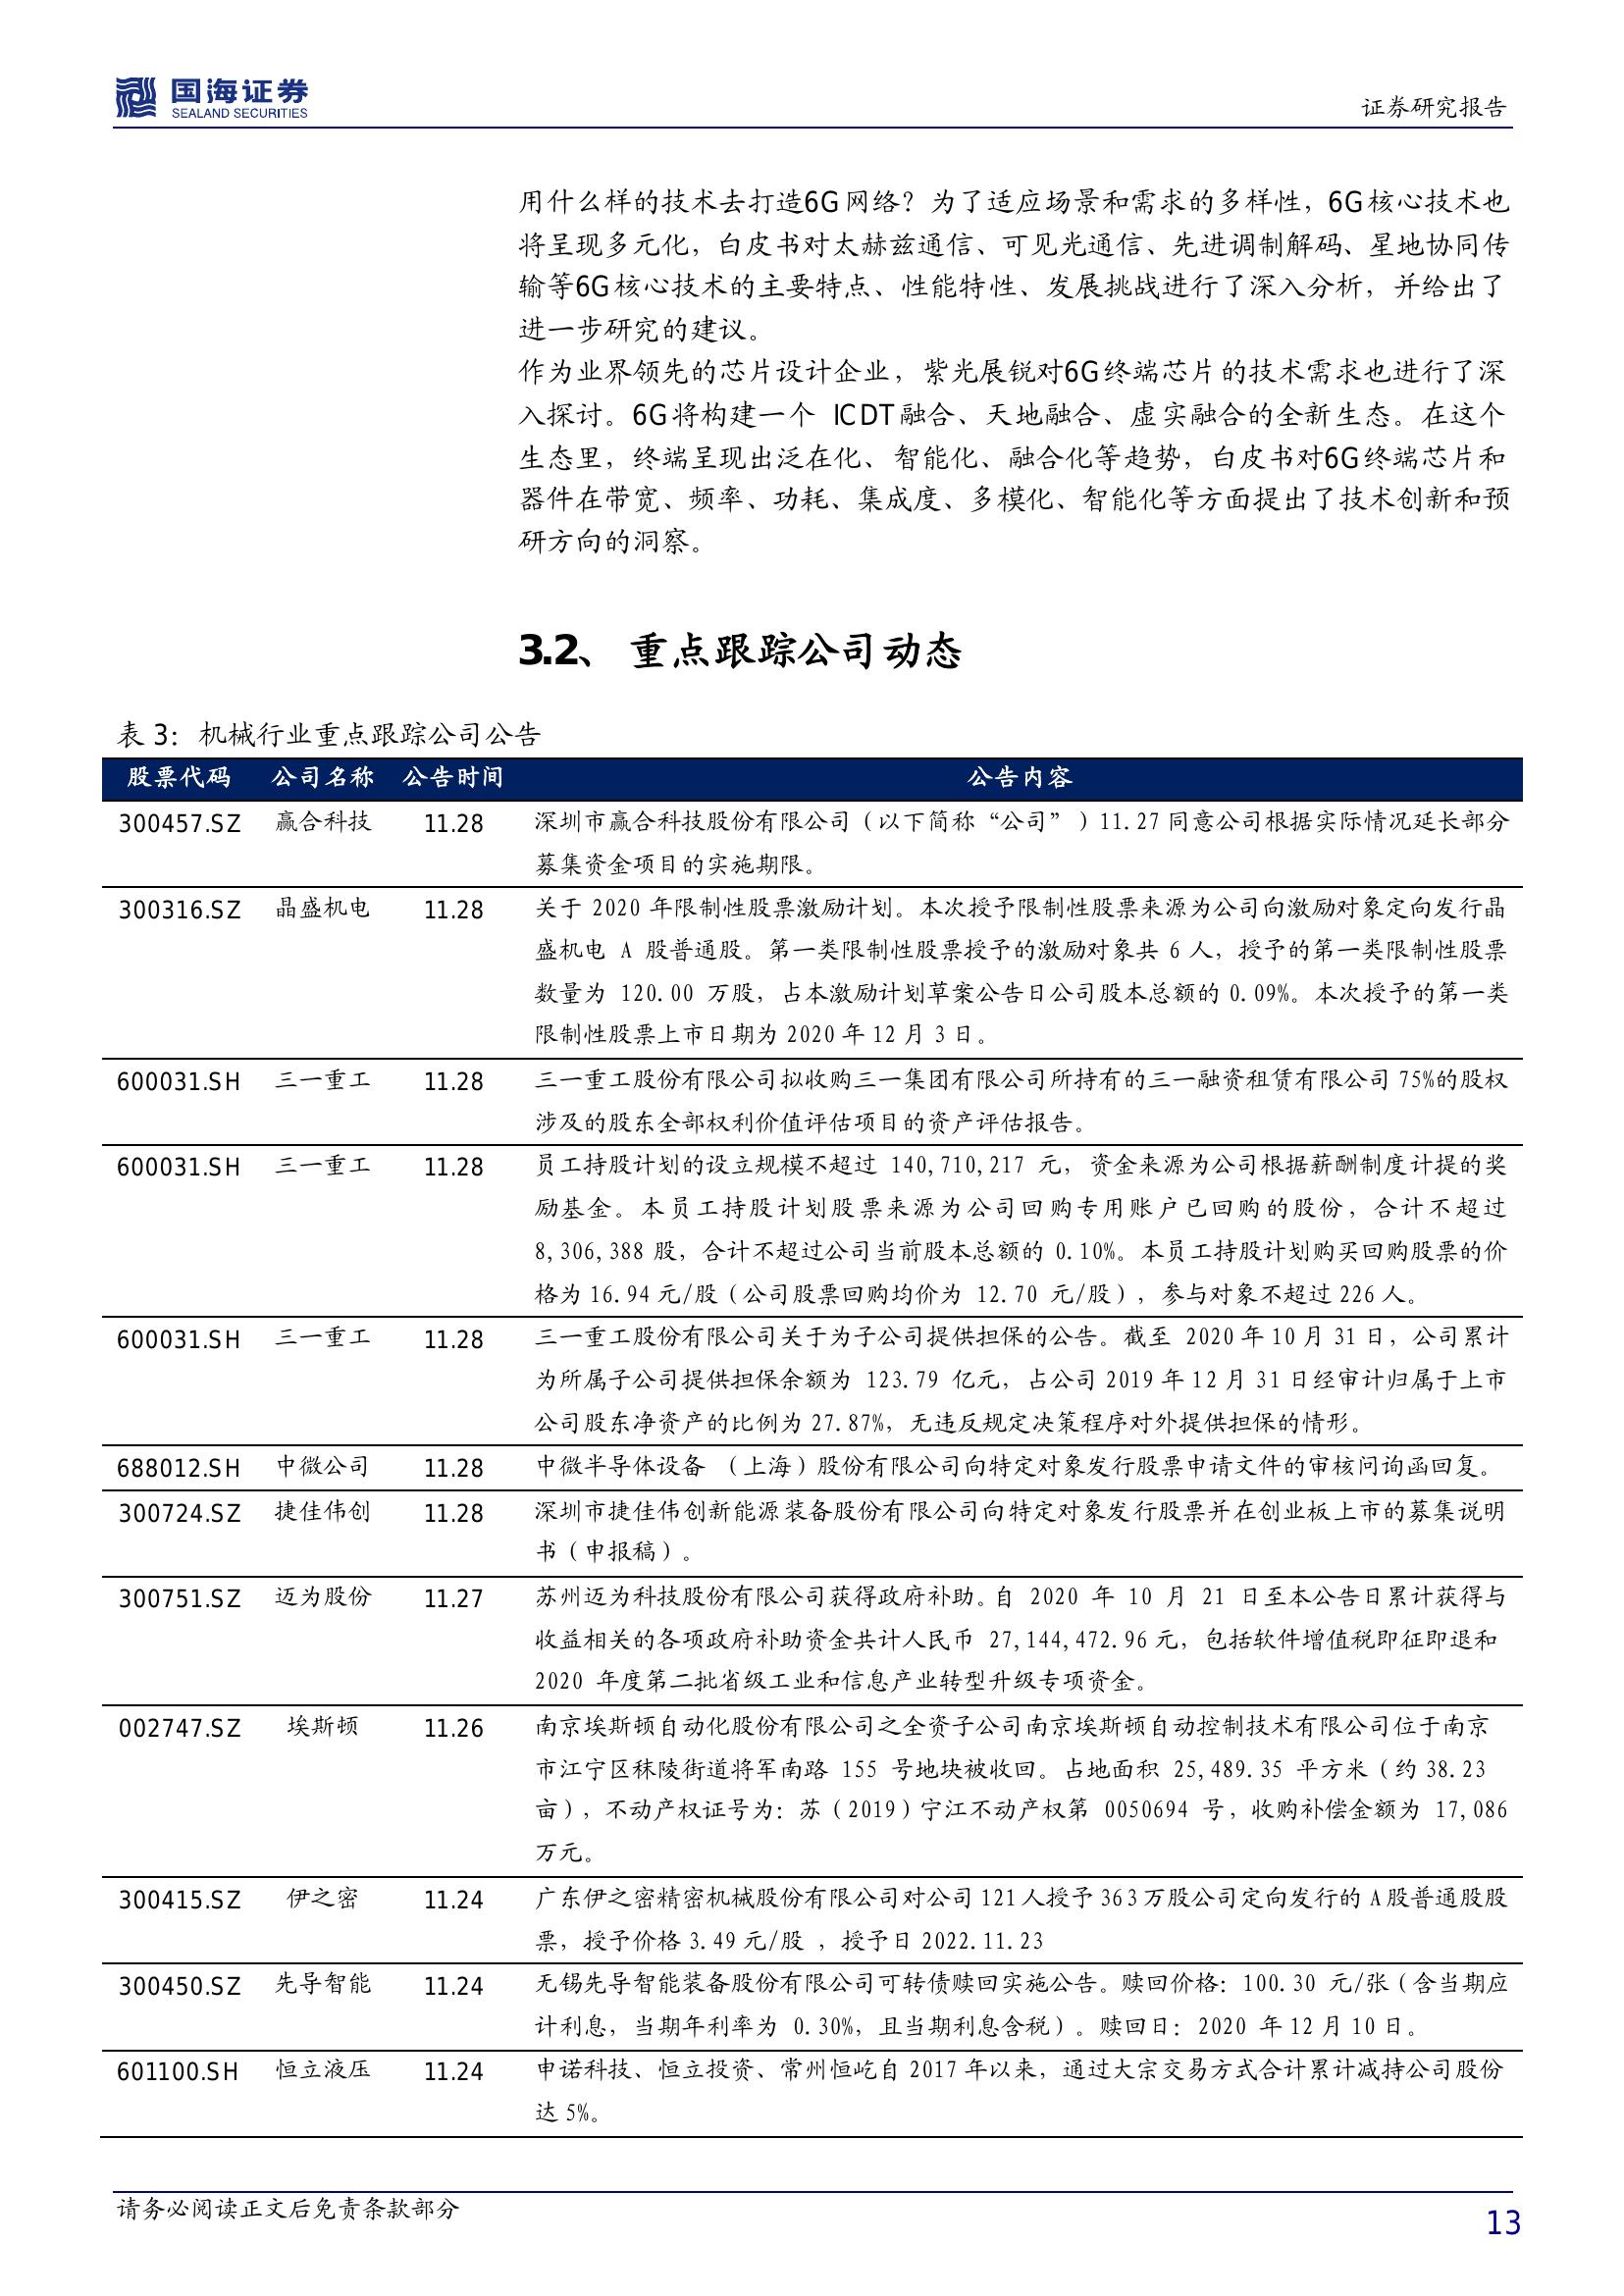 国海证券
SEALAND SECURITIES
证券研究报告
用什么样的技术去打造6G网络？为了适应场景和需求的多样性，6G核心技术也
将呈现多元化，白皮书对太赫兹通信、可见光通信、先进调制解码、星地协同传
输等6G核心技术的主要特点、性能特性、发展挑战进行了深入分析，并给出了
进一步研究的建议。
作为业界领先的芯片设计企业，紫光展锐对6G终端芯片的技术需求也进行了深
入探讨。6G将构建一个 ICDT融合、天地融合、虚实融合的全新生态。在这个
生态里，终端呈现出泛在化、智能化、融合化等趋势，白皮书对6G终端芯片和
器件在带宽、频率、功耗、集成度、多模化、智能化等方面提出了技术创新和预
研方向的洞察。
3.2、 重点跟踪公司动态
表 3：机械行业重点跟踪公司公告
股票代码 公司名称 公告时间 公告内容
300457.SZ 赢合科技 11.28 深圳市赢合科技股份有限公司（以下简称“公司”）11.27同意公司根据实际情况延长部分
募集资金项目的实施期限。
300316.SZ 晶盛机电 11.28 关于 2020 年限制性股票激励计划。本次授予限制性股票来源为公司向激励对象定向发行晶
盛机电 A 股普通股。第一类限制性股票授予的激励对象共 6 人，授予的第一类限制性股票
数量为 120.00 万股，占本激励计划草案公告日公司股本总额的 0.09%。本次授予的第一类
限制性股票上市日期为 2020 年 12 月 3 日。
600031.SH 三一重工 11.28 三一重工股份有限公司拟收购三一集团有限公司所持有的三一融资租赁有限公司 75%的股权
涉及的股东全部权利价值评估项目的资产评估报告。
600031.SH 三一重工 11.28 员工持股计划的设立规模不超过 140,710,217 元，资金来源为公司根据薪酬制度计提的奖
励基金。本员工持股计划股票来源为公司回购专用账户已回购的股份，合计不超过
8,306,388 股，合计不超过公司当前股本总额的 0.10%。本员工持股计划购买回购股票的价
格为 16.94 元/股（公司股票回购均价为 12.70 元/股），参与对象不超过 226 人。
600031.SH 三一重工 11.28 三一重工股份有限公司关于为子公司提供担保的公告。截至 2020 年 10 月 31 日，公司累计
为所属子公司提供担保余额为 123.79 亿元，占公司 2019 年 12 月 31 日经审计归属于上市
公司股东净资产的比例为 27.87%，无违反规定决策程序对外提供担保的情形。
688012.SH 中微公司 11.28 中微半导体设备 （上海）股份有限公司向特定对象发行股票申请文件的审核问询函回复。
300724.SZ 捷佳伟创 11.28 深圳市捷佳伟创新能源装备股份有限公司向特定对象发行股票并在创业板上市的募集说明
书（申报稿）。
300751.SZ 迈为股份 11.27 苏州迈为科技股份有限公司获得政府补助。自 2020 年 10 月 21 日至本公告日累计获得与
收益相关的各项政府补助资金共计人民币 27,144,472.96 元，包括软件增值税即征即退和
2020 年度第二批省级工业和信息产业转型升级专项资金。
002747.SZ 埃斯顿 11.26 南京埃斯顿自动化股份有限公司之全资子公司南京埃斯顿自动控制技术有限公司位于南京
市江宁区秣陵街道将军南路 155 号地块被收回。占地面积 25,489.35 平方米（约 38.23
亩），不动产权证号为：苏（2019）宁江不动产权第 0050694 号，收购补偿金额为 17,086
万元。
300415.SZ 伊之密 11.24 广东伊之密精密机械股份有限公司对公司 121 人授予 363 万股公司定向发行的 A 股普通股股
票，授予价格 3.49 元/股 ，授予日 2022.11.23
300450.SZ 先导智能 11.24 无锡先导智能装备股份有限公司可转债赎回实施公告。赎回价格：100.30 元/张（含当期应
计利息，当期年利率为 0.30%，且当期利息含税）。赎回日：2020 年 12 月 10 日。
601100.SH 恒立液压 11.24 申诺科技、恒立投资、常州恒屹自 2017 年以来，通过大宗交易方式合计累计减持公司股份
达 5%。
请务必阅读正文后免责条款部分
13